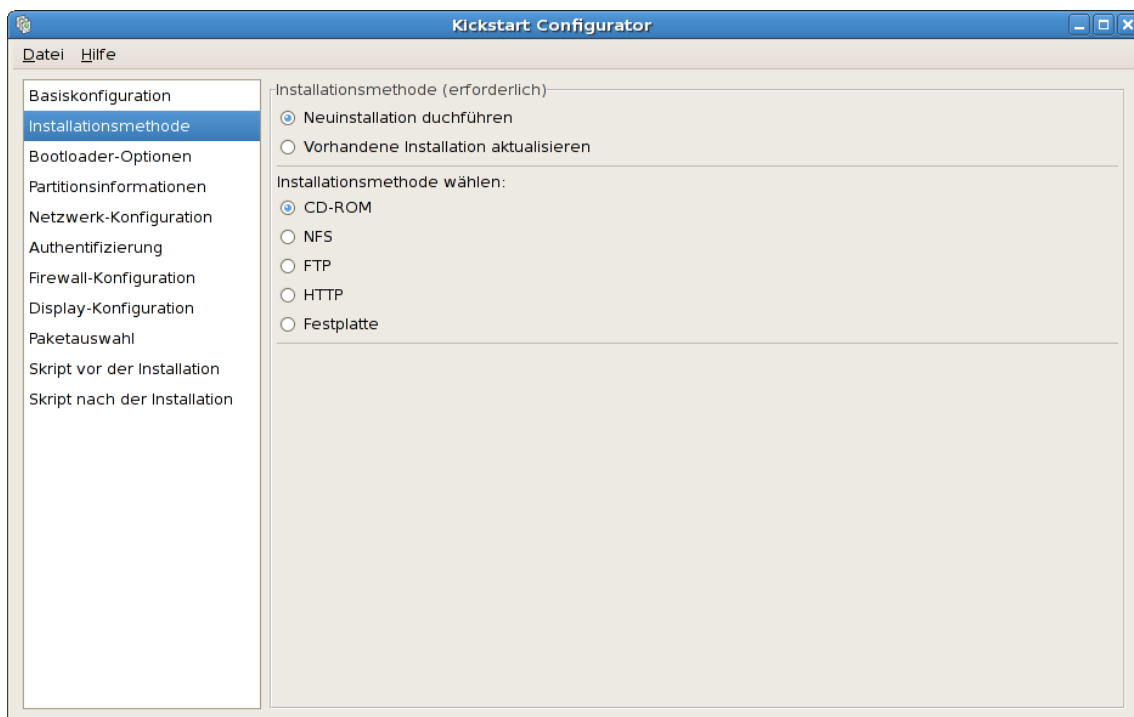 Kickstart Configurator
Datei Hilfe
Basiskonfiguration
Installationsmethode
Bootloader-Optionen
Partitionsinformationen
Netzwerk-Konfiguration
Authentifizierung
Firewall-Konfiguration
Display-Konfiguration
Paketauswahl
Skript vor der Installation
Skript nach der Installation
Installationsmethode (erforderlich)
Neuinstallation duchführen
Vorhandene Installation aktualisieren
Installationsmethode wählen:
CD-ROM
NFS
FTP
HTTP
Festplatte